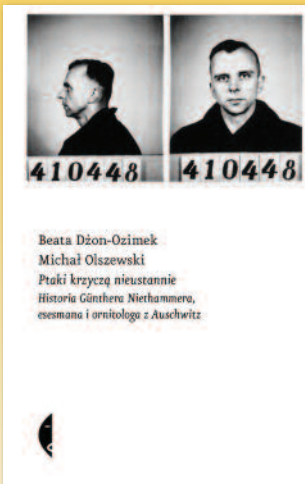 410448 410448
Beata Dżon-Ozimek
Michał Olszewski
Ptaki krzyczą nieustannie
Historia Günthera Niethammera,
esesmana i ornitologa z Auschwitz